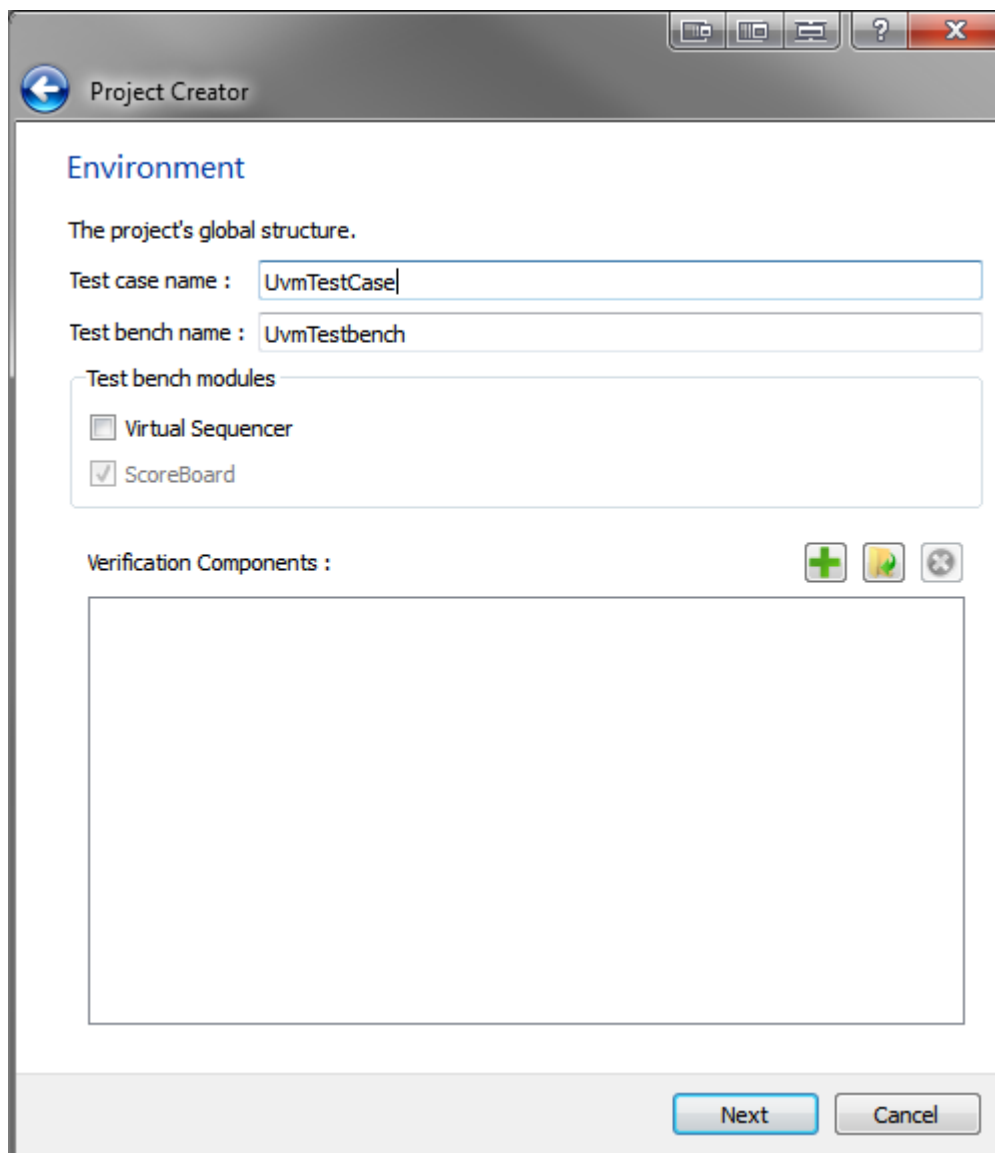 ?
Project Creator
Environment
The project's global structure.
Test case name : UvmTestCase
Test bench name : UvmTestbench
Test bench modules
Virtual Sequencer
ScoreBoard
Verification Components :
Next Cancel